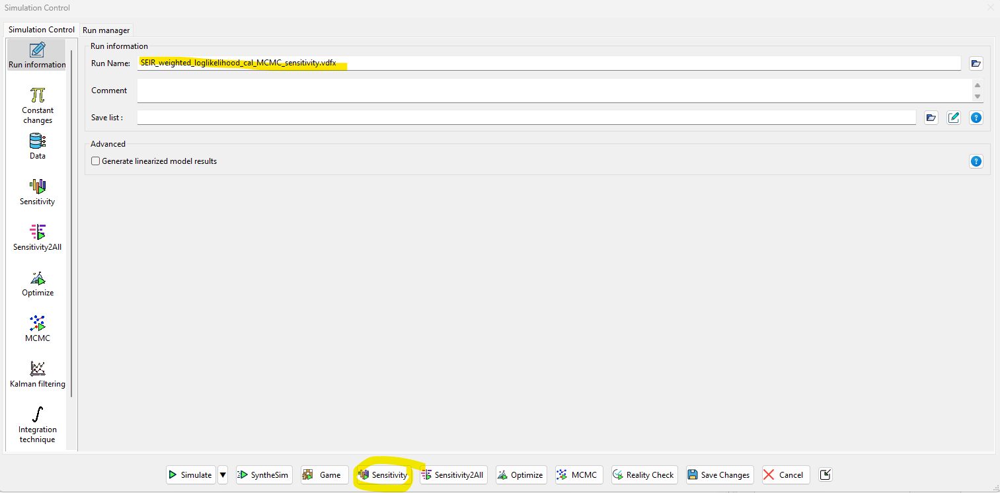 Simulation Control
Simulation Control
Run manager
Run information
Constant changes
Data
Sensitivity
Sensitivity2All
Optimize
MCMC
Kalman filtering
Integration technique
Run information
Run Name: SEIR_weighted_loglikelihood_cal_MCMC_sensitivity.vdfx
Comment
Save list :
Advanced
Generate linearized model results
Simulate
SyntheSim
Game
Sensitivity
Sensitivity2All
Optimize
MCMC
Reality Check
Save Changes
Cancel